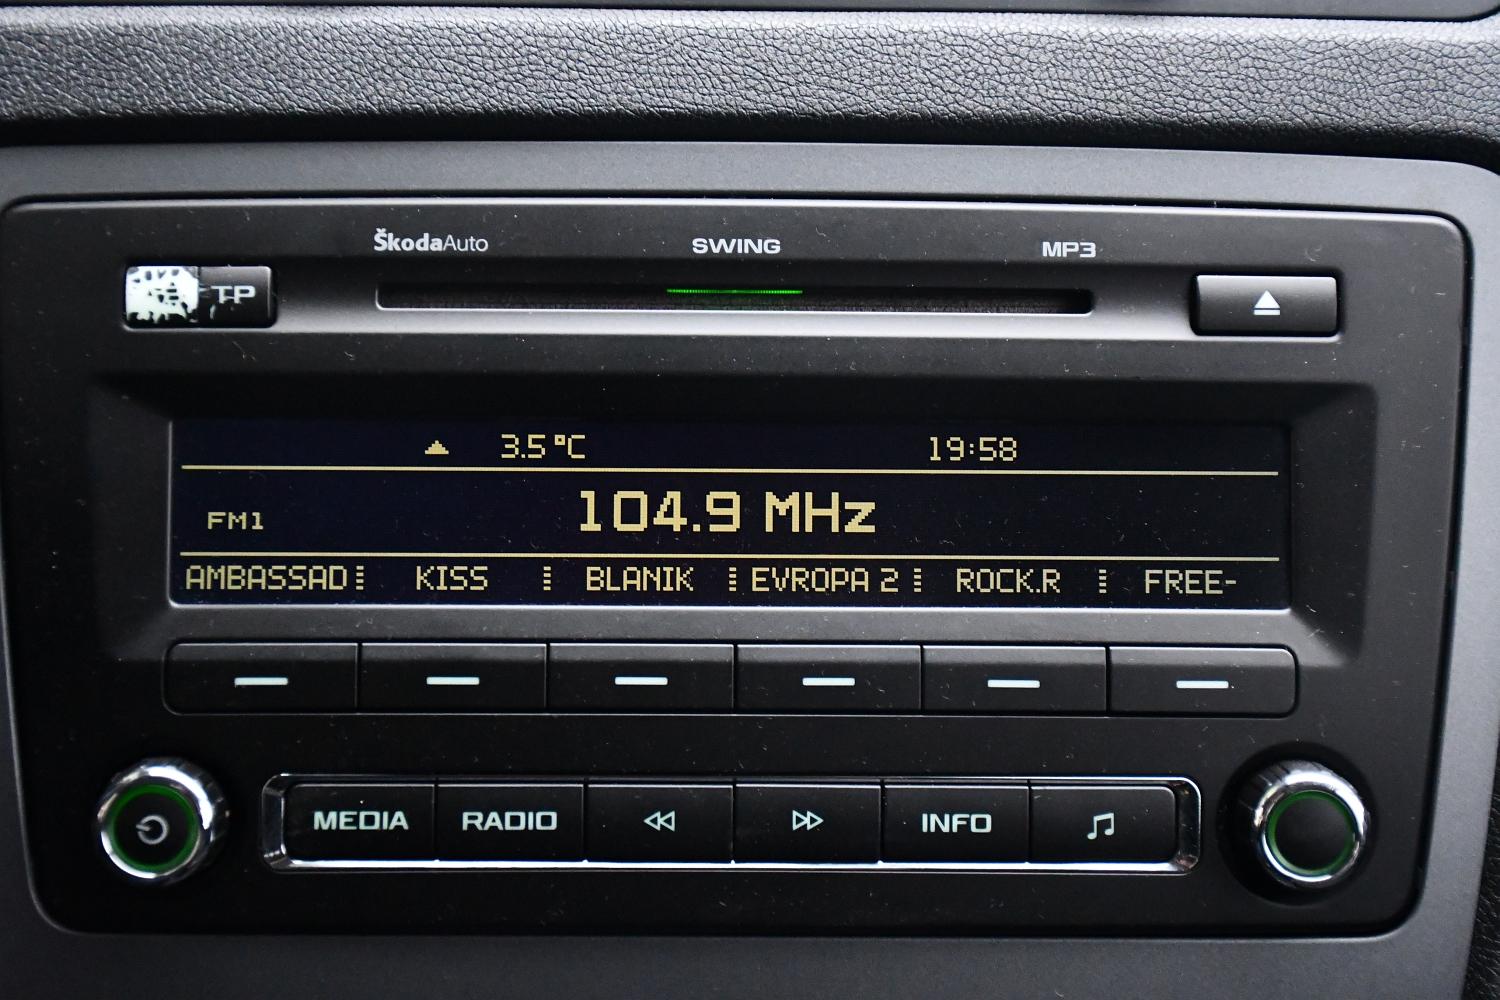 ŠkodaAuto SWING MP3
TP
3.5°C 19:58
FM1 104.9 MHz
AMBASSAD KISS BLANIK EVROPA 2 ROCK.R FREE-
MEDIA RADIO INFO